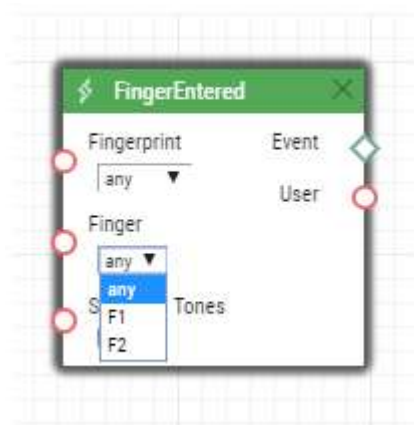 FingerEntered
Fingerprint Event
any
User
Finger
any
any
S Tones
F1
F2